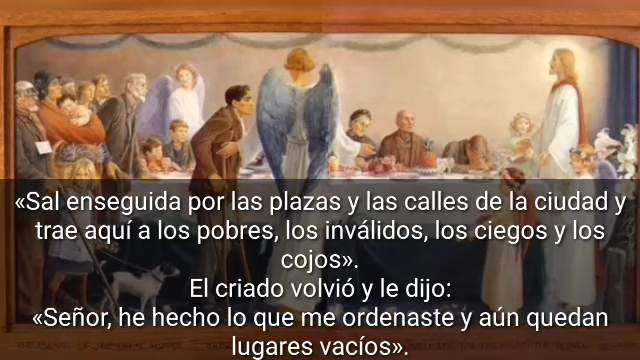 «Sal enseguida por las plazas y las calles de la ciudad y
trae aquí a los pobres, los inválidos, los ciegos y los
cojos».
El criado volvió y le dijo:
«Señor, he hecho lo que me ordenaste y aún quedan
lugares vacíos».